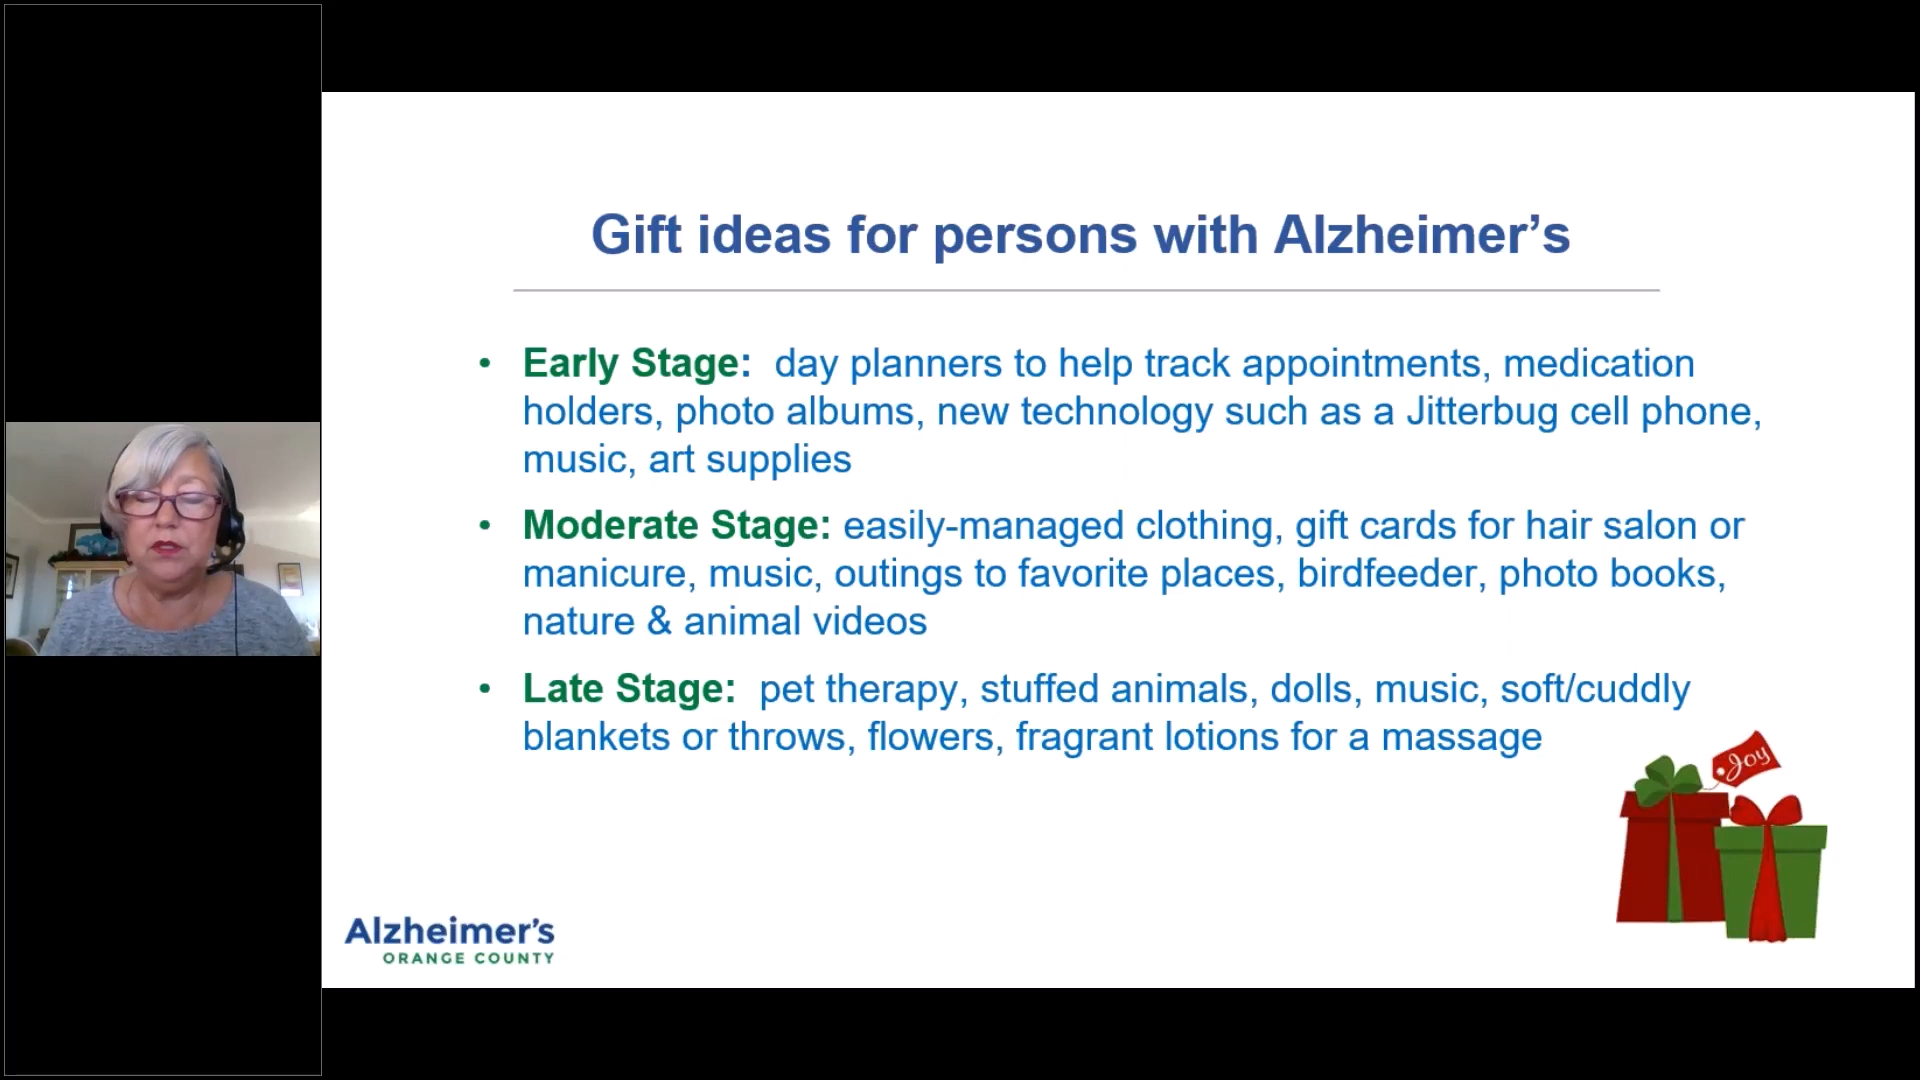 Gift ideas for persons with Alzheimer’s
• Early Stage: day planners to help track appointments, medication
holders, photo albums, new technology such as a Jitterbug cell phone,
music, art supplies
• Moderate Stage: easily-managed clothing, gift cards for hair salon or
manicure, music, outings to favorite places, birdfeeder, photo books,
nature & animal videos
• Late Stage: pet therapy, stuffed animals, dolls, music, soft/cuddly
blankets or throws, flowers, fragrant lotions for a massage
Joy
Alzheimer’s
ORANGE COUNTY